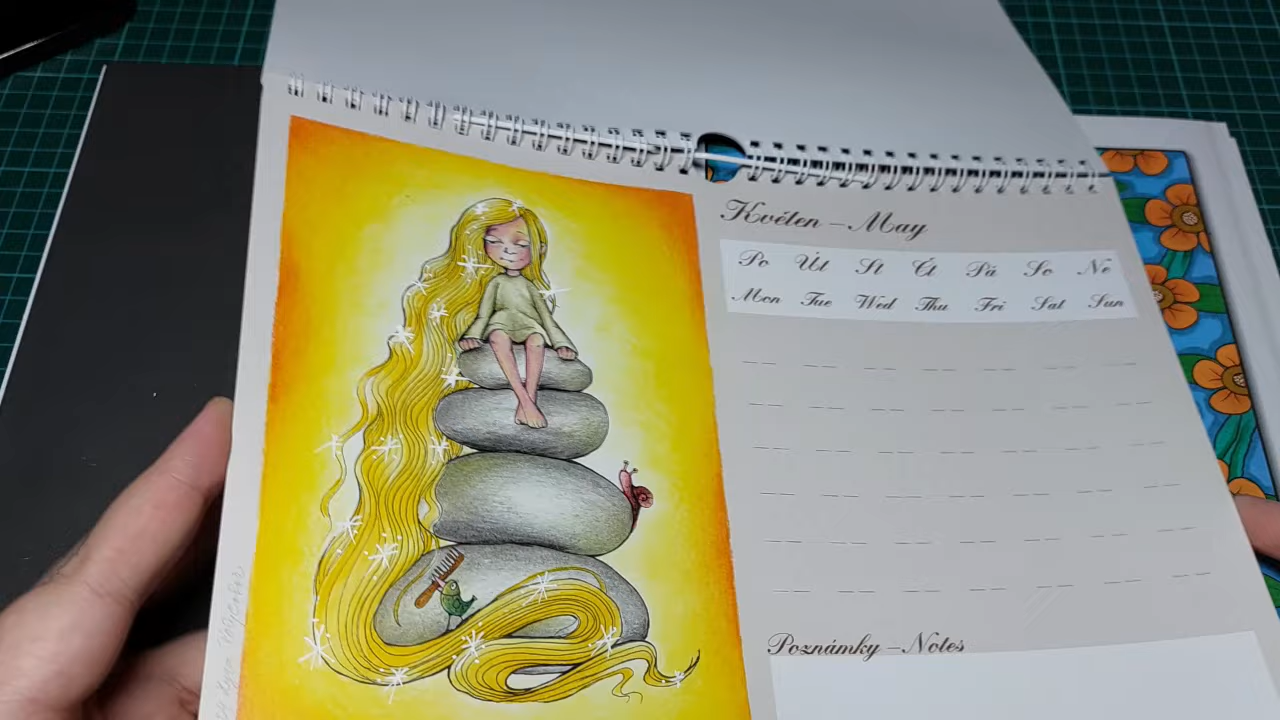 Květen – May
Po Út St Čt Pá So Ne
Mon Tue Wed Thu Fri Sat Sun
Poznámky – Notes